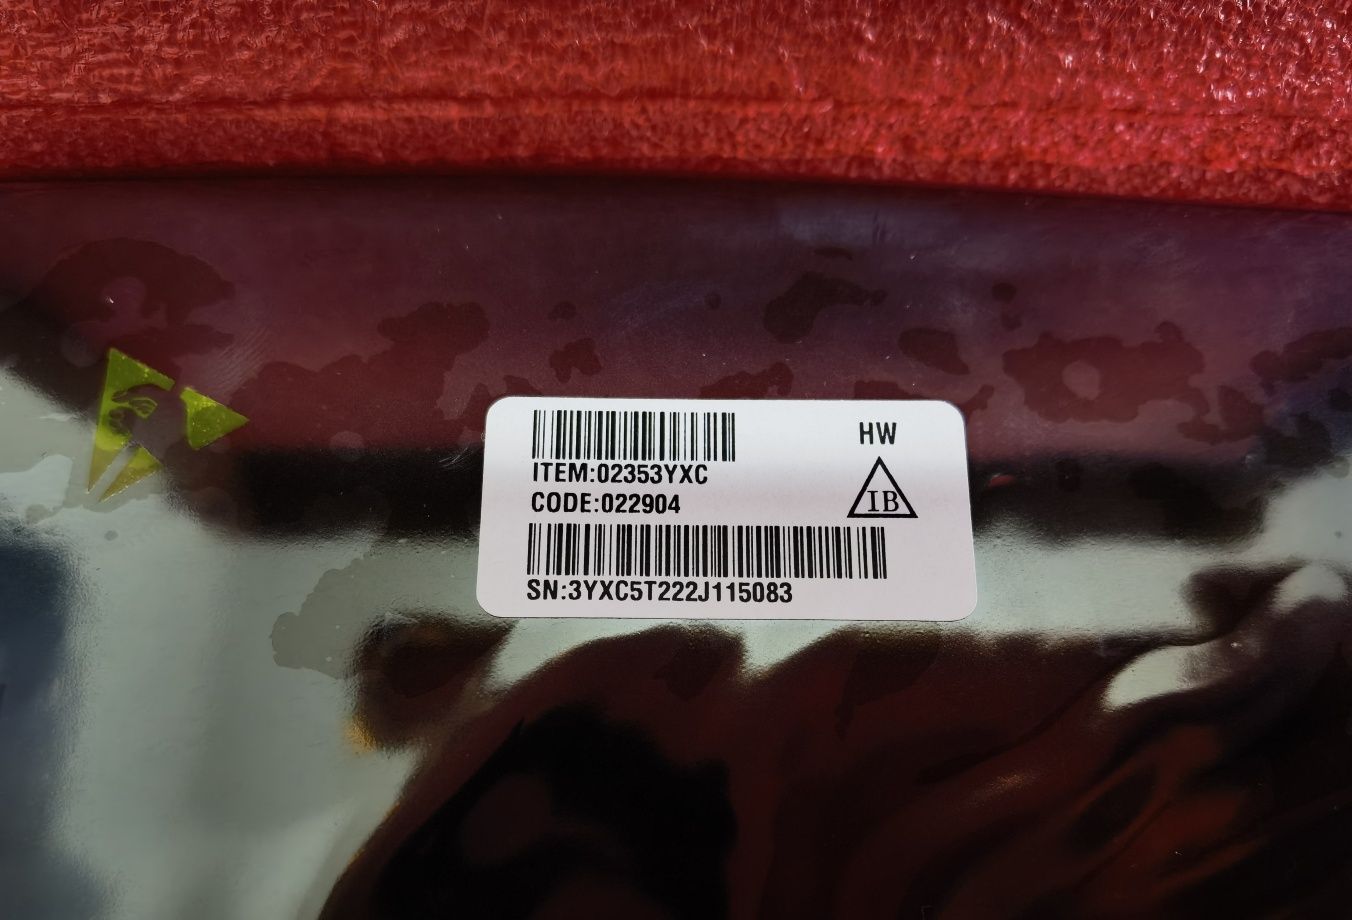 HW
ITEM:02353YXC
CODE:022904
IB
SN:3YXC5T222J115083